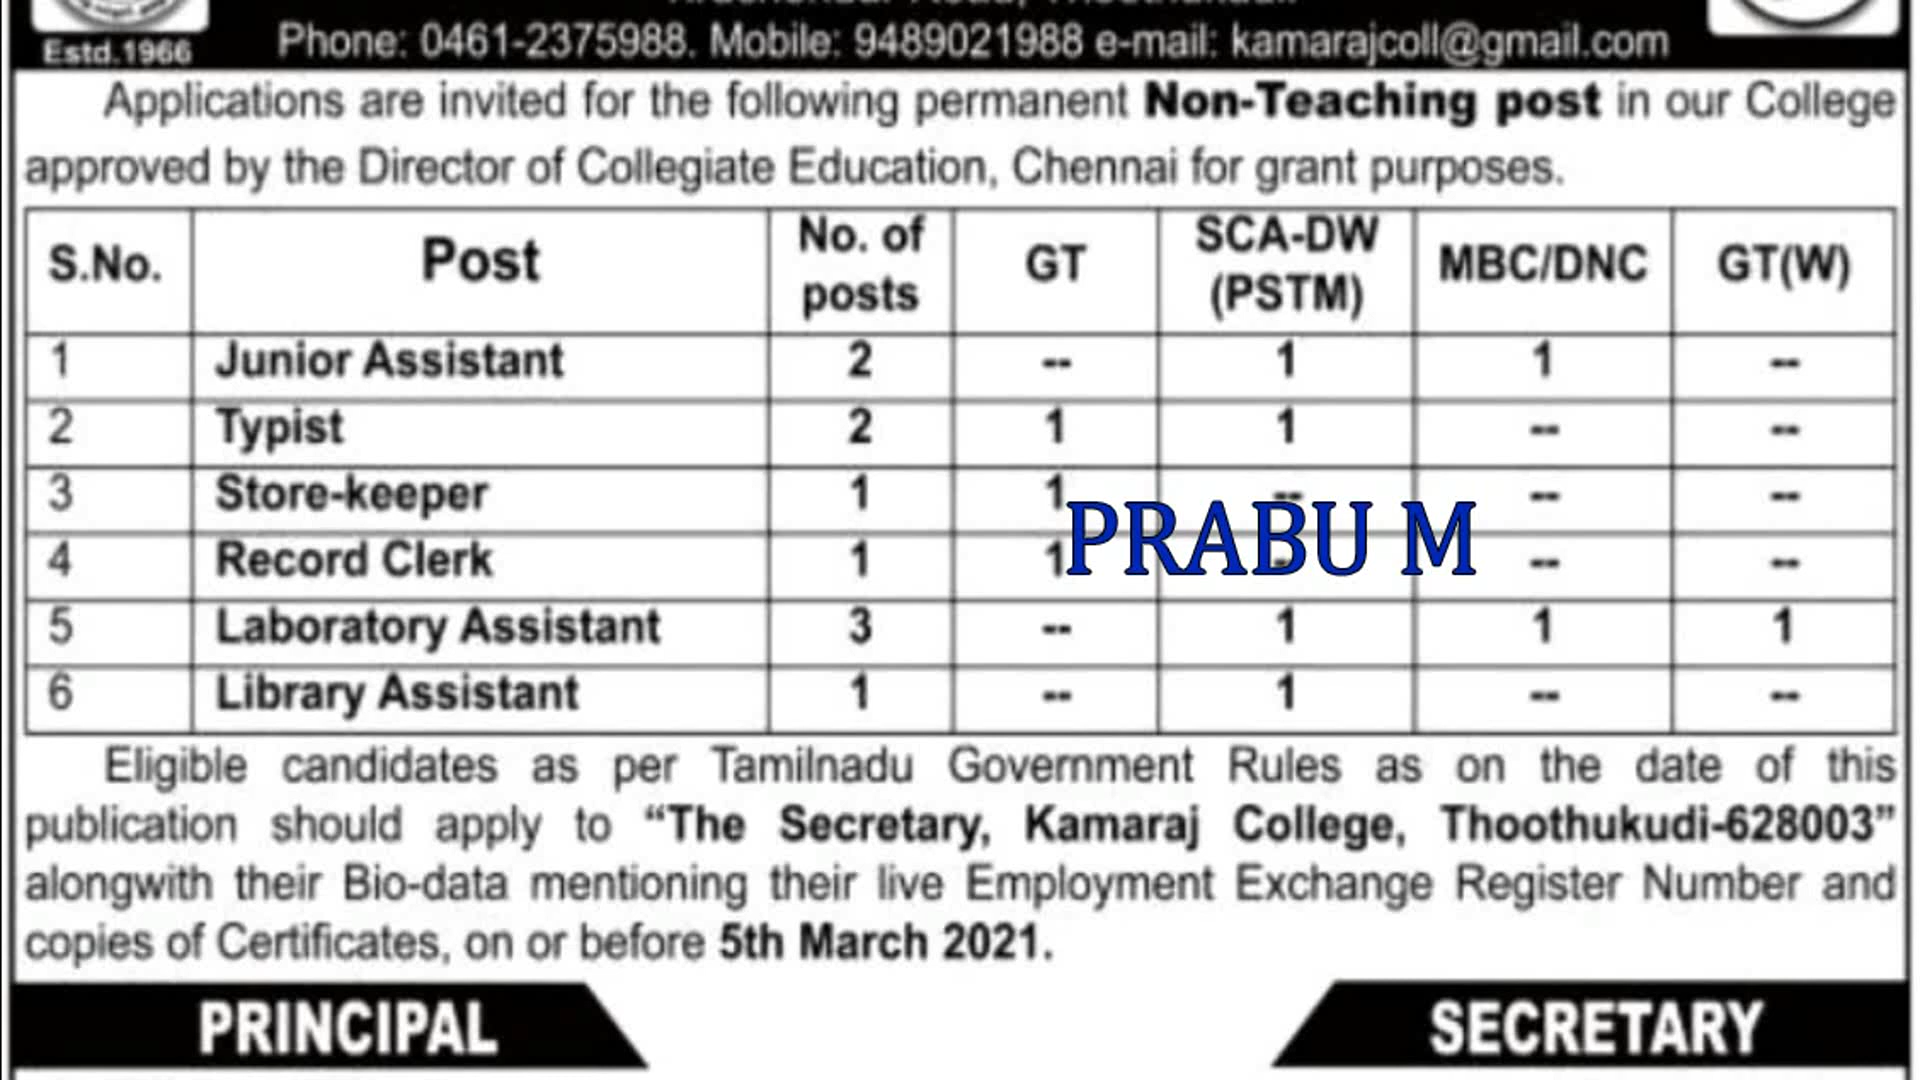 Estd.1966
Phone: 0461-2375988. Mobile: 9489021988 e-mail: kamarajcoll@gmail.com
Applications are invited for the following permanent Non-Teaching post in our College
approved by the Director of Collegiate Education, Chennai for grant purposes.
S.No. Post No. of posts GT SCA-DW (PSTM) MBC/DNC GT(W)
1 Junior Assistant 2 -- 1 1 --
2 Typist 2 1 1 -- --
3 Store-keeper 1 1 -- -- --
4 Record Clerk 1 1 -- -- --
PRABU M
5 Laboratory Assistant 3 -- 1 1 1
6 Library Assistant 1 -- 1 -- --
Eligible candidates as per Tamilnadu Government Rules as on the date of this
publication should apply to “The Secretary, Kamaraj College, Thoothukudi-628003”
alongwith their Bio-data mentioning their live Employment Exchange Register Number and
copies of Certificates, on or before 5th March 2021.
PRINCIPAL SECRETARY